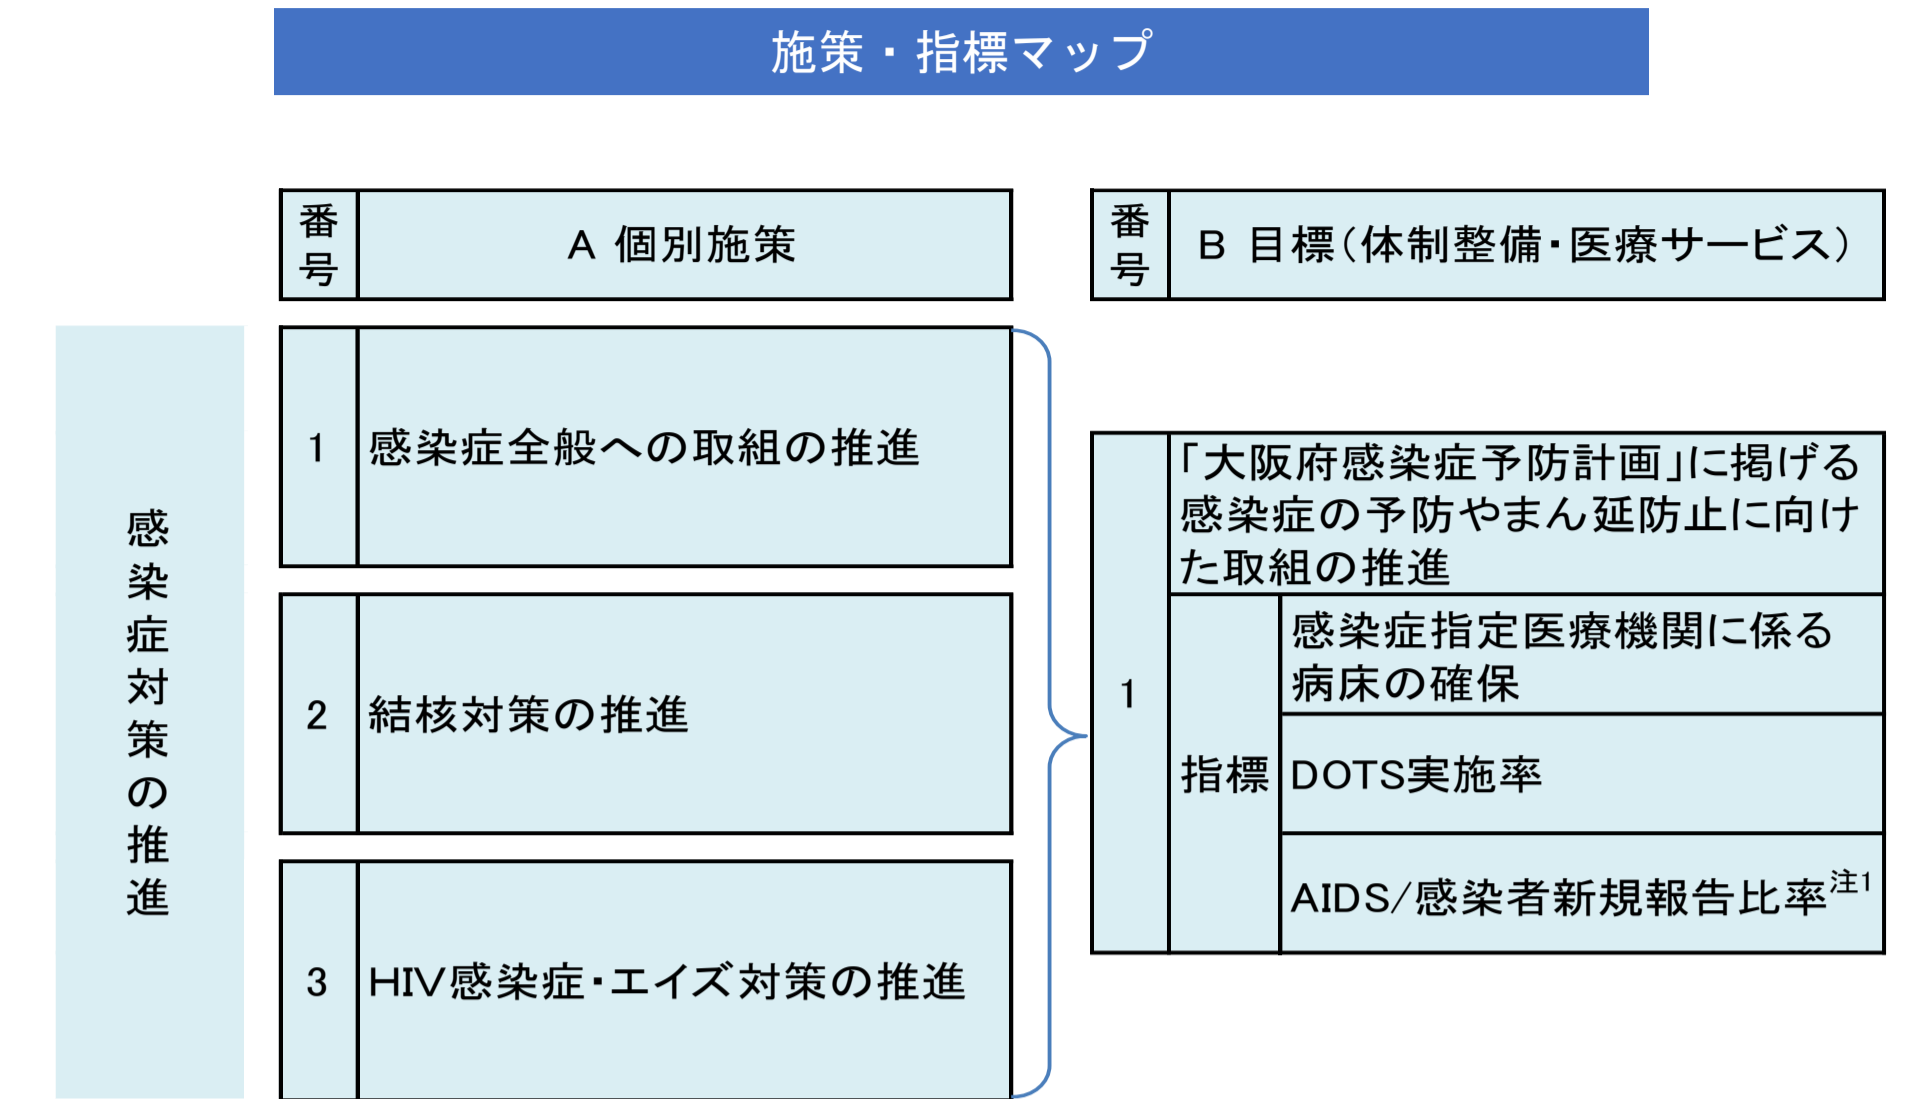 施策・指標マップ
番号
A 個別施策
番号
B 目標（体制整備・医療サービス）
感染症対策の推進
1
感染症全般への取組の推進
2
結核対策の推進
3
HIV感染症・エイズ対策の推進
1
「大阪府感染症予防計画」に掲げる
感染症の予防やまん延防止に向け
た取組の推進
指標
感染症指定医療機関に係る
病床の確保
DOTS実施率
AIDS/感染者新規報告比率注1